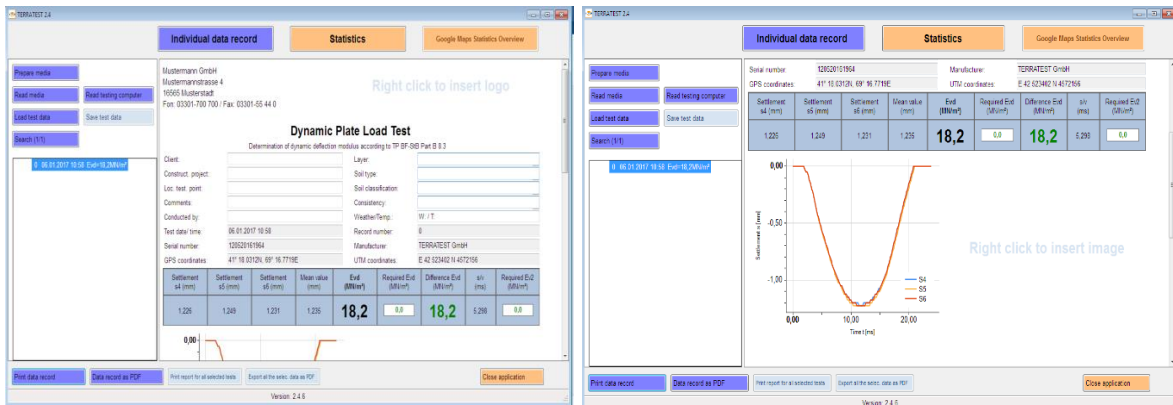 TERRATEST 2.4
Individual data record
Statistics
Google Maps Statistics Overview
Prepare media
Read media
Read testing computer
Load test data
Save test data
Search (1/1)
0 06.01.2017 10:58 Evd=18,2MN/m²
Mustermann GmbH
Mustermannstrasse 4
16565 Musterstadt
Fon: 03301-700 700 / Fax: 03301-55 44 0
Right click to insert logo
Dynamic Plate Load Test
Determination of dynamic deflection modulus according to TP BF-StB Part B 8.3
Client:
Layer:
Construct. project:
Soil type:
Loc. test. point:
Soil classification:
Comments:
Consistency:
Conducted by:
Weather/Temp.:
W: / T:
Test date/ time
06.01.2017 10:58
Record number:
0
Serial number:
120520161964
Manufacturer:
TERRATEST GmbH
GPS coordinates:
41° 16.0312N, 69° 16.7719E
UTM coordinates:
E 42 523402 N 4572156
Settlement s4 (mm)
Settlement s5 (mm)
Settlement s6 (mm)
Mean value (mm)
Evd (MN/m²)
Required Evd (MN/m²)
Difference Evd (MN/m²)
s/v (ms)
Required Ev2 (MN/m²)
1,226
1,249
1,231
1,235
18,2
0,0
18,2
5,298
0,0
0,00
Print data record
Data record as PDF
Print report for all selected tests
Export all the selec. data as PDF
Close application
Version: 2.4.6
TERRATEST 2.4
Individual data record
Statistics
Google Maps Statistics Overview
Prepare media
Read media
Read testing computer
Load test data
Save test data
Search (1/1)
0 06.01.2017 10:58 Evd=18,2MN/m²
Serial number:
120520161964
Manufacturer:
TERRATEST GmbH
GPS coordinates:
41° 16.0312N, 69° 16.7719E
UTM coordinates:
E 42 523402 N 4572156
Settlement s4 (mm)
Settlement s5 (mm)
Settlement s6 (mm)
Mean value (mm)
Evd (MN/m²)
Required Evd (MN/m²)
Difference Evd (MN/m²)
s/v (ms)
Required Ev2 (MN/m²)
1,226
1,249
1,231
1,235
18,2
0,0
18,2
5,298
0,0
0,00
-0,50
-1,00
Settlement s [mm]
0,00
10,00
20,00
Time t [ms]
S4
S5
S6
Right click to insert image
Print data record
Data record as PDF
Print report for all selected tests
Export all the selec. data as PDF
Close application
Version: 2.4.6